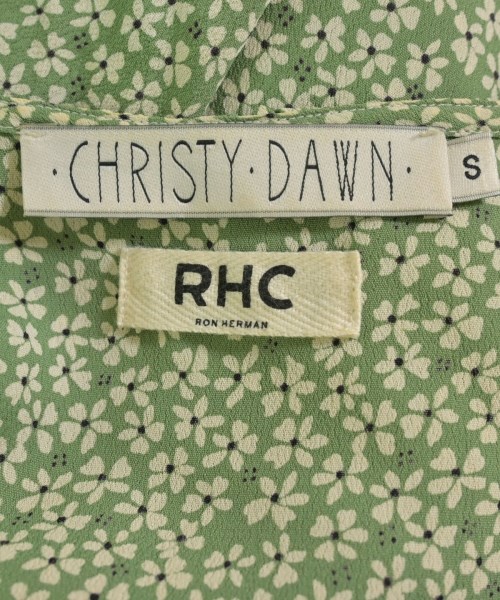 · CHRISTY · DAWN ·
S
RHC
RON HERMAN